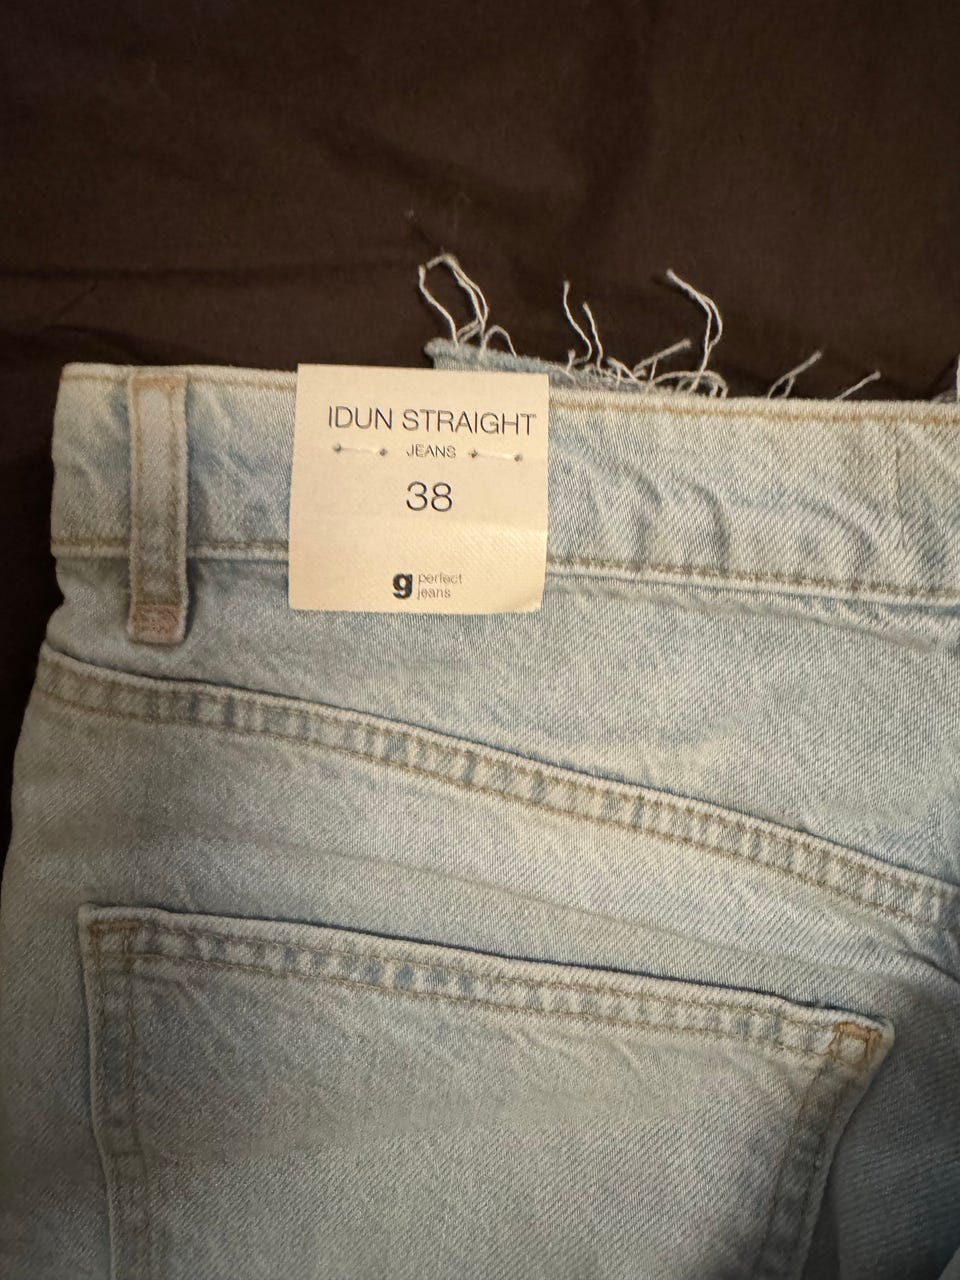 IDUN STRAIGHT
JEANS
38
g perfect
jeans